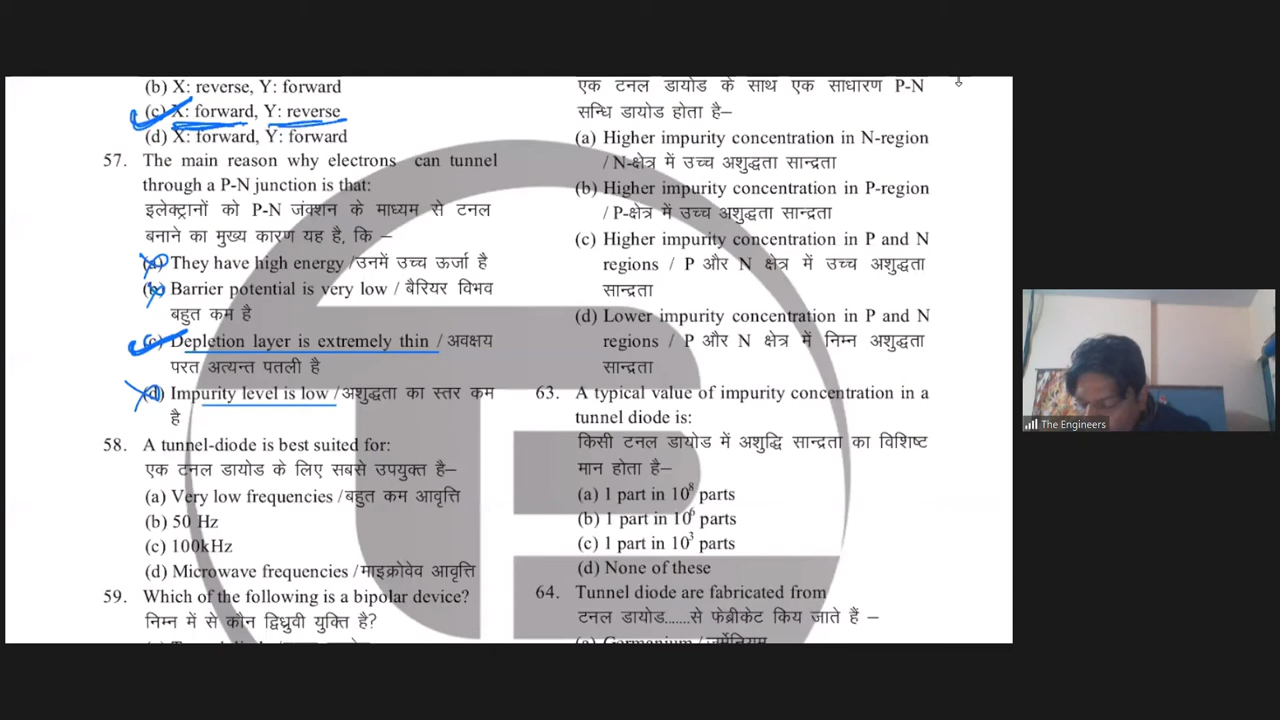 (b) X: reverse, Y: forward
(c) X: forward, Y: reverse
(d) X: forward, Y: forward
57. The main reason why electrons can tunnel
through a P-N junction is that:
इलेक्ट्रानों को P-N जंक्शन के माध्यम से टनल
बनाने का मुख्य कारण यह है, कि –
(a) They have high energy /उनमें उच्च ऊर्जा है
(b) Barrier potential is very low / बैरियर विभव
बहुत कम है
(c) Depletion layer is extremely thin / अवक्षय
परत अत्यन्त पतली है
(d) Impurity level is low /अशुद्धता का स्तर कम
है
58. A tunnel-diode is best suited for:
एक टनल डायोड के लिए सबसे उपयुक्त है–
(a) Very low frequencies /बहुत कम आवृत्ति
(b) 50 Hz
(c) 100kHz
(d) Microwave frequencies /माइक्रोवेव आवृत्ति
59. Which of the following is a bipolar device?
निम्न में से कौन द्विध्रुवी युक्ति है?
एक टनल डायोड के साथ एक साधारण P-N
सन्धि डायोड होता है–
(a) Higher impurity concentration in N-region
/ N-क्षेत्र में उच्च अशुद्धता सान्द्रता
(b) Higher impurity concentration in P-region
/ P-क्षेत्र में उच्च अशुद्धता सान्द्रता
(c) Higher impurity concentration in P and N
regions / P और N क्षेत्र में उच्च अशुद्धता
सान्द्रता
(d) Lower impurity concentration in P and N
regions / P और N क्षेत्र में निम्न अशुद्धता
सान्द्रता
63. A typical value of impurity concentration in a
tunnel diode is:
किसी टनल डायोड में अशुद्धि सान्द्रता का विशिष्ट
मान होता है–
(a) 1 part in 10⁸ parts
(b) 1 part in 10⁶ parts
(c) 1 part in 10³ parts
(d) None of these
64. Tunnel diode are fabricated from
टनल डायोड.......से फेब्रीकेट किय जाते हैं –
(a) Germanium / जर्मेनियम
The Engineers